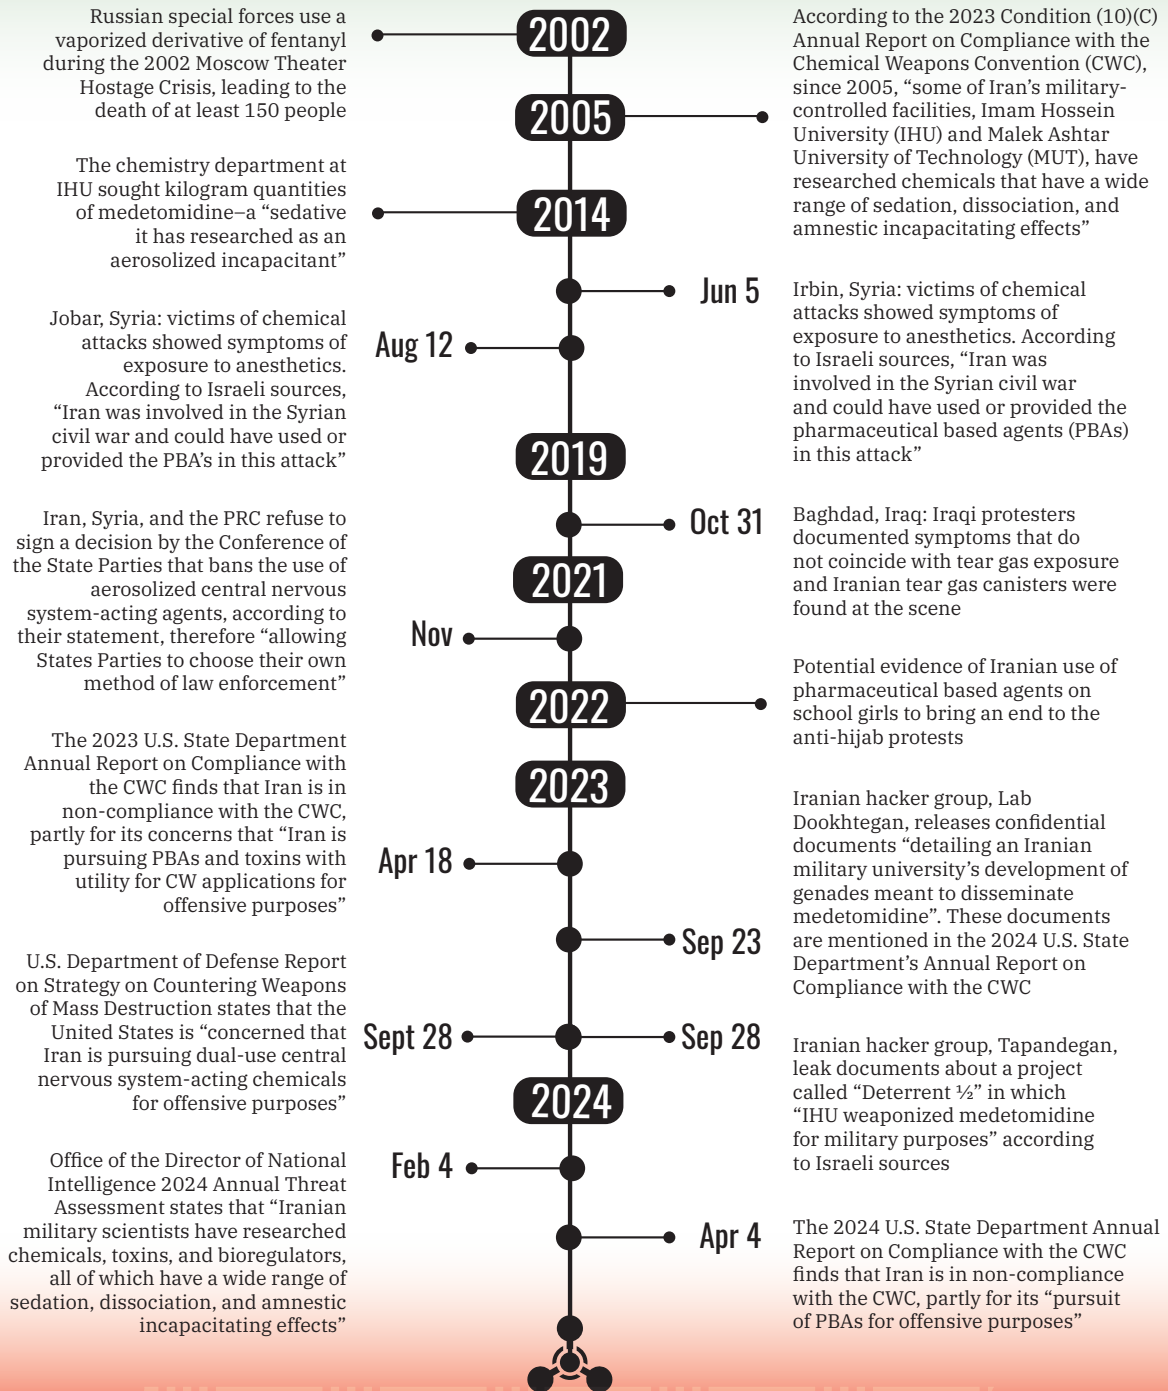 2002
Russian special forces use a
vaporized derivative of fentanyl
during the 2002 Moscow Theater
Hostage Crisis, leading to the
death of at least 150 people
2005
According to the 2023 Condition (10)(C)
Annual Report on Compliance with the
Chemical Weapons Convention (CWC),
since 2005, “some of Iran’s military-
controlled facilities, Imam Hossein
University (IHU) and Malek Ashtar
University of Technology (MUT), have
researched chemicals that have a wide
range of sedation, dissociation, and
amnestic incapacitating effects”
2014
The chemistry department at
IHU sought kilogram quantities
of medetomidine–a “sedative
it has researched as an
aerosolized incapacitant”
Jun 5
Irbin, Syria: victims of chemical
attacks showed symptoms of
exposure to anesthetics. According
to Israeli sources, “Iran was
involved in the Syrian civil war
and could have used or provided the
pharmaceutical based agents (PBAs)
in this attack”
Aug 12
Jobar, Syria: victims of chemical
attacks showed symptoms of
exposure to anesthetics.
According to Israeli sources,
“Iran was involved in the Syrian
civil war and could have used or
provided the PBA’s in this attack”
2019
Oct 31
Baghdad, Iraq: Iraqi protesters
documented symptoms that do
not coincide with tear gas exposure
and Iranian tear gas canisters were
found at the scene
2021
Nov
Iran, Syria, and the PRC refuse to
sign a decision by the Conference of
the State Parties that bans the use of
aerosolized central nervous
system-acting agents, according to
their statement, therefore “allowing
States Parties to choose their own
method of law enforcement”
2022
Potential evidence of Iranian use of
pharmaceutical based agents on
school girls to bring an end to the
anti-hijab protests
2023
Apr 18
The 2023 U.S. State Department
Annual Report on Compliance with
the CWC finds that Iran is in
non-compliance with the CWC,
partly for its concerns that “Iran is
pursuing PBAs and toxins with
utility for CW applications for
offensive purposes”
Sep 23
Iranian hacker group, Lab
Dookhtegan, releases confidential
documents “detailing an Iranian
military university’s development of
genades meant to disseminate
medetomidine”. These documents
are mentioned in the 2024 U.S. State
Department’s Annual Report on
Compliance with the CWC
Sept 28
U.S. Department of Defense Report
on Strategy on Countering Weapons
of Mass Destruction states that the
United States is “concerned that
Iran is pursuing dual-use central
nervous system-acting chemicals
for offensive purposes”
Sep 28
Iranian hacker group, Tapandegan,
leak documents about a project
called “Deterrent ½” in which
“IHU weaponized medetomidine
for military purposes” according
to Israeli sources
2024
Feb 4
Office of the Director of National
Intelligence 2024 Annual Threat
Assessment states that “Iranian
military scientists have researched
chemicals, toxins, and bioregulators,
all of which have a wide range of
sedation, dissociation, and amnestic
incapacitating effects”
Apr 4
The 2024 U.S. State Department Annual
Report on Compliance with the CWC
finds that Iran is in non-compliance
with the CWC, partly for its “pursuit
of PBAs for offensive purposes”